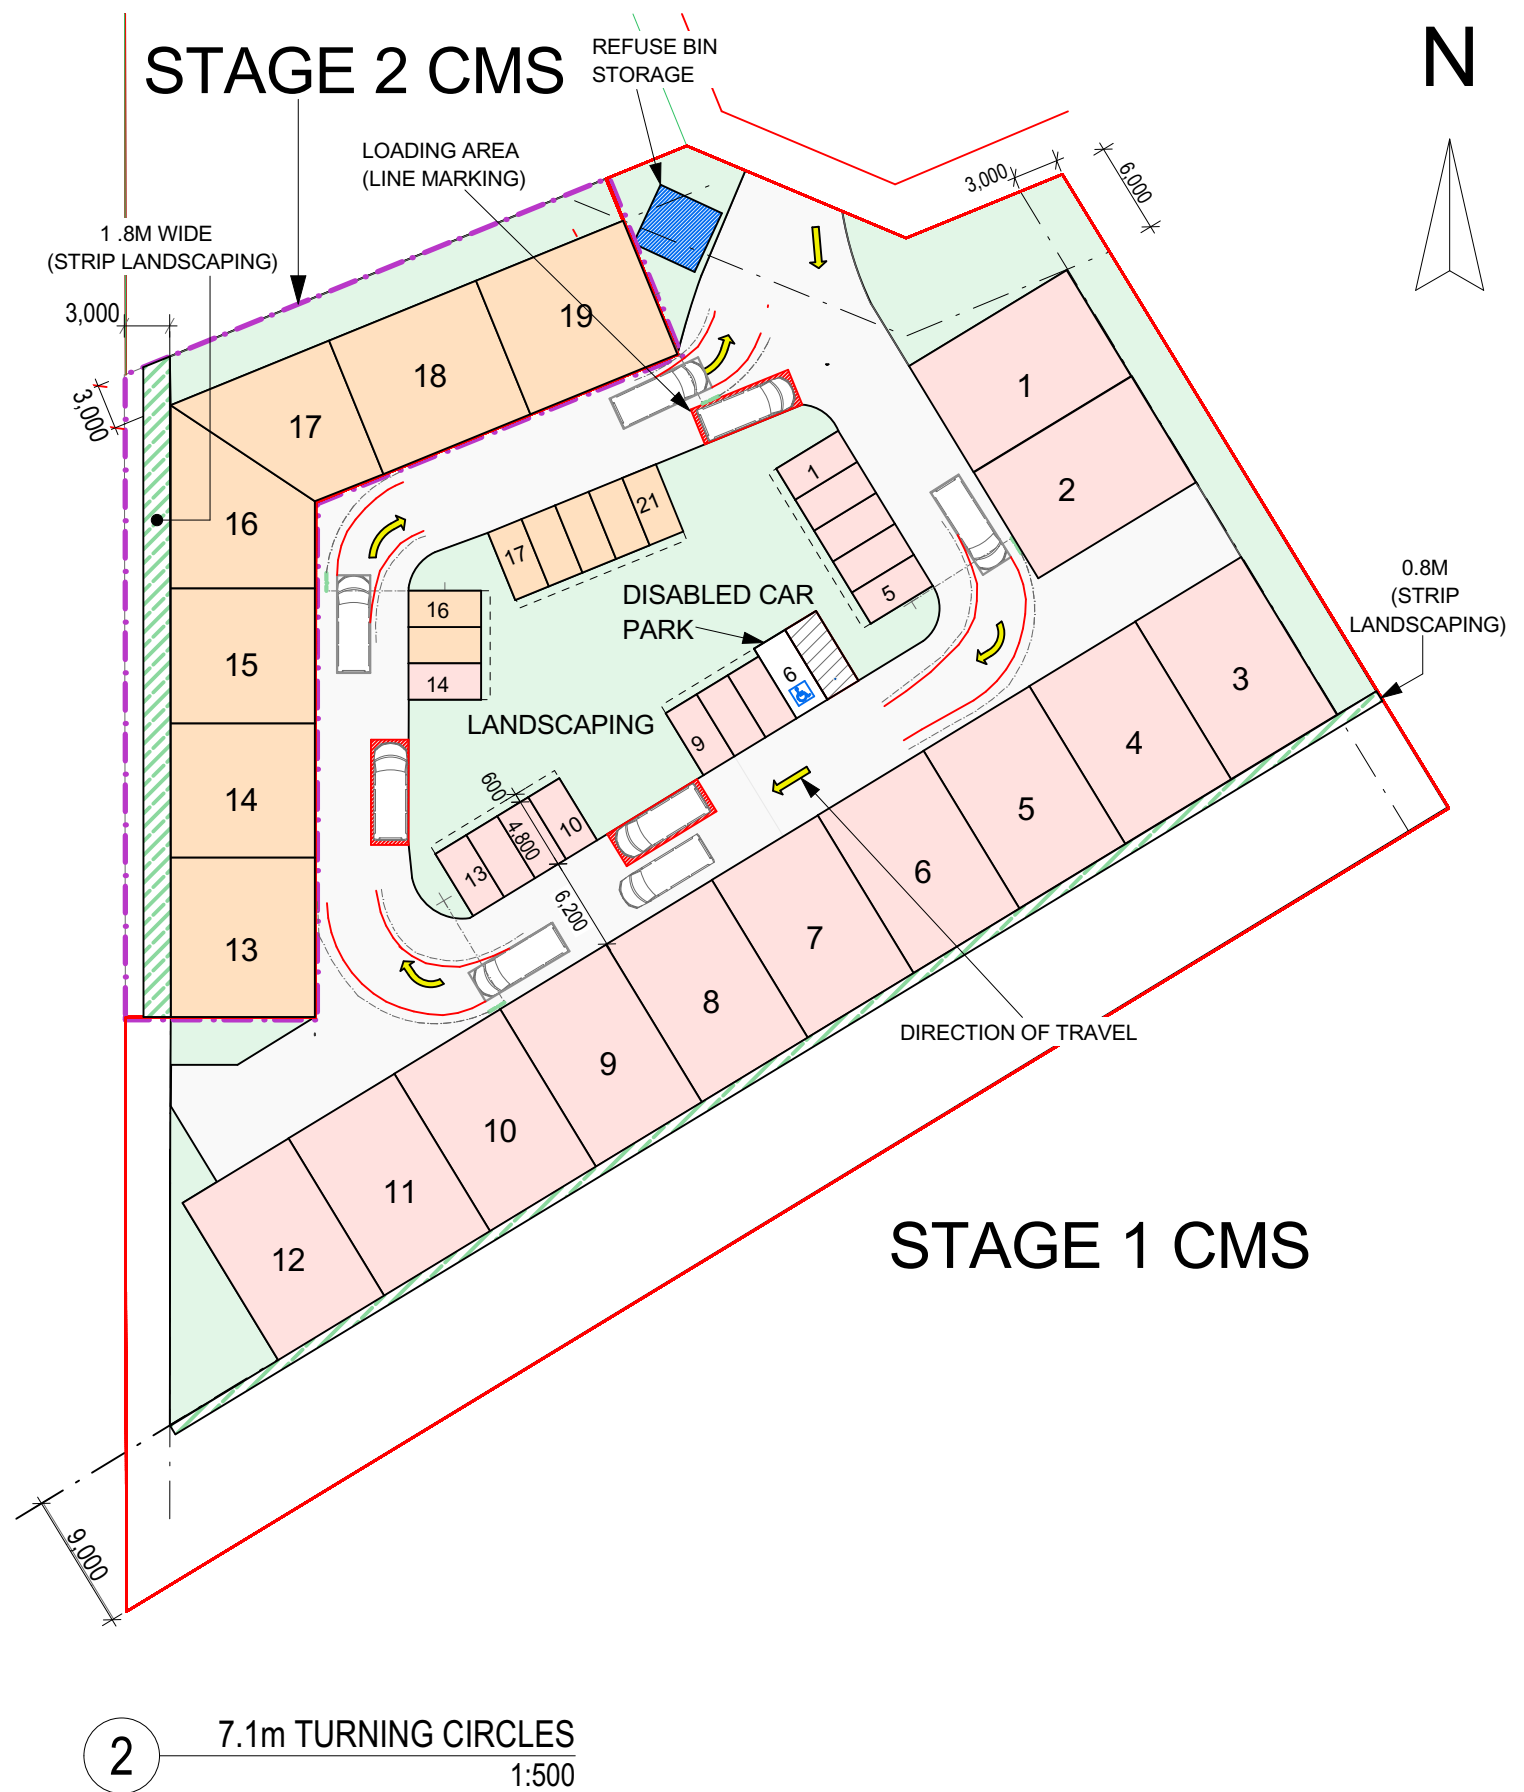 STAGE 2 CMS
REFUSE BIN
STORAGE
N
LOADING AREA
(LINE MARKING)
3,000
6,000
1 .8M WIDE
(STRIP LANDSCAPING)
3,000
3,000
19
18
17
16
15
14
13
1
2
3
4
5
6
7
8
9
10
11
12
1
5
17
21
16
14
DISABLED CAR
PARK
6
9
LANDSCAPING
600
4,800
10
13
6,200
0.8M
(STRIP
LANDSCAPING)
DIRECTION OF TRAVEL
STAGE 1 CMS
9,000
2
7.1m TURNING CIRCLES
1:500